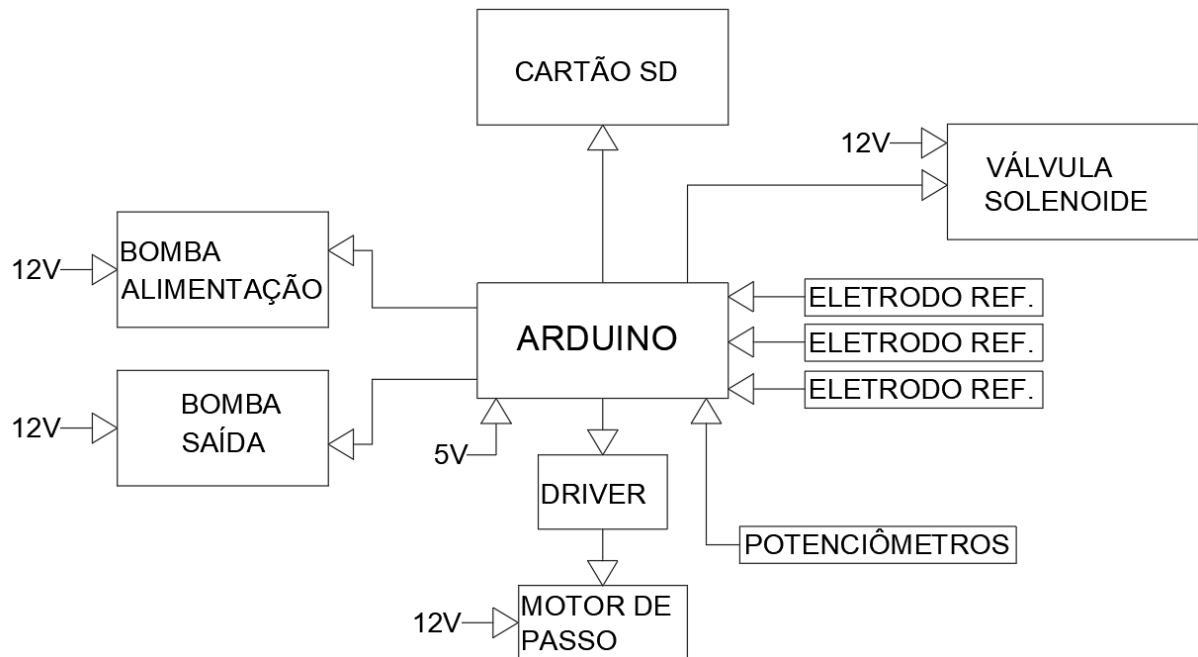 CARTÃO SD
12V
VÁLVULA
SOLENOIDE
BOMBA
ALIMENTAÇÃO
12V
ELETRODO REF.
ARDUINO
ELETRODO REF.
ELETRODO REF.
BOMBA
SAÍDA
12V
5V
DRIVER
POTENCIÔMETROS
12V
MOTOR DE
PASSO